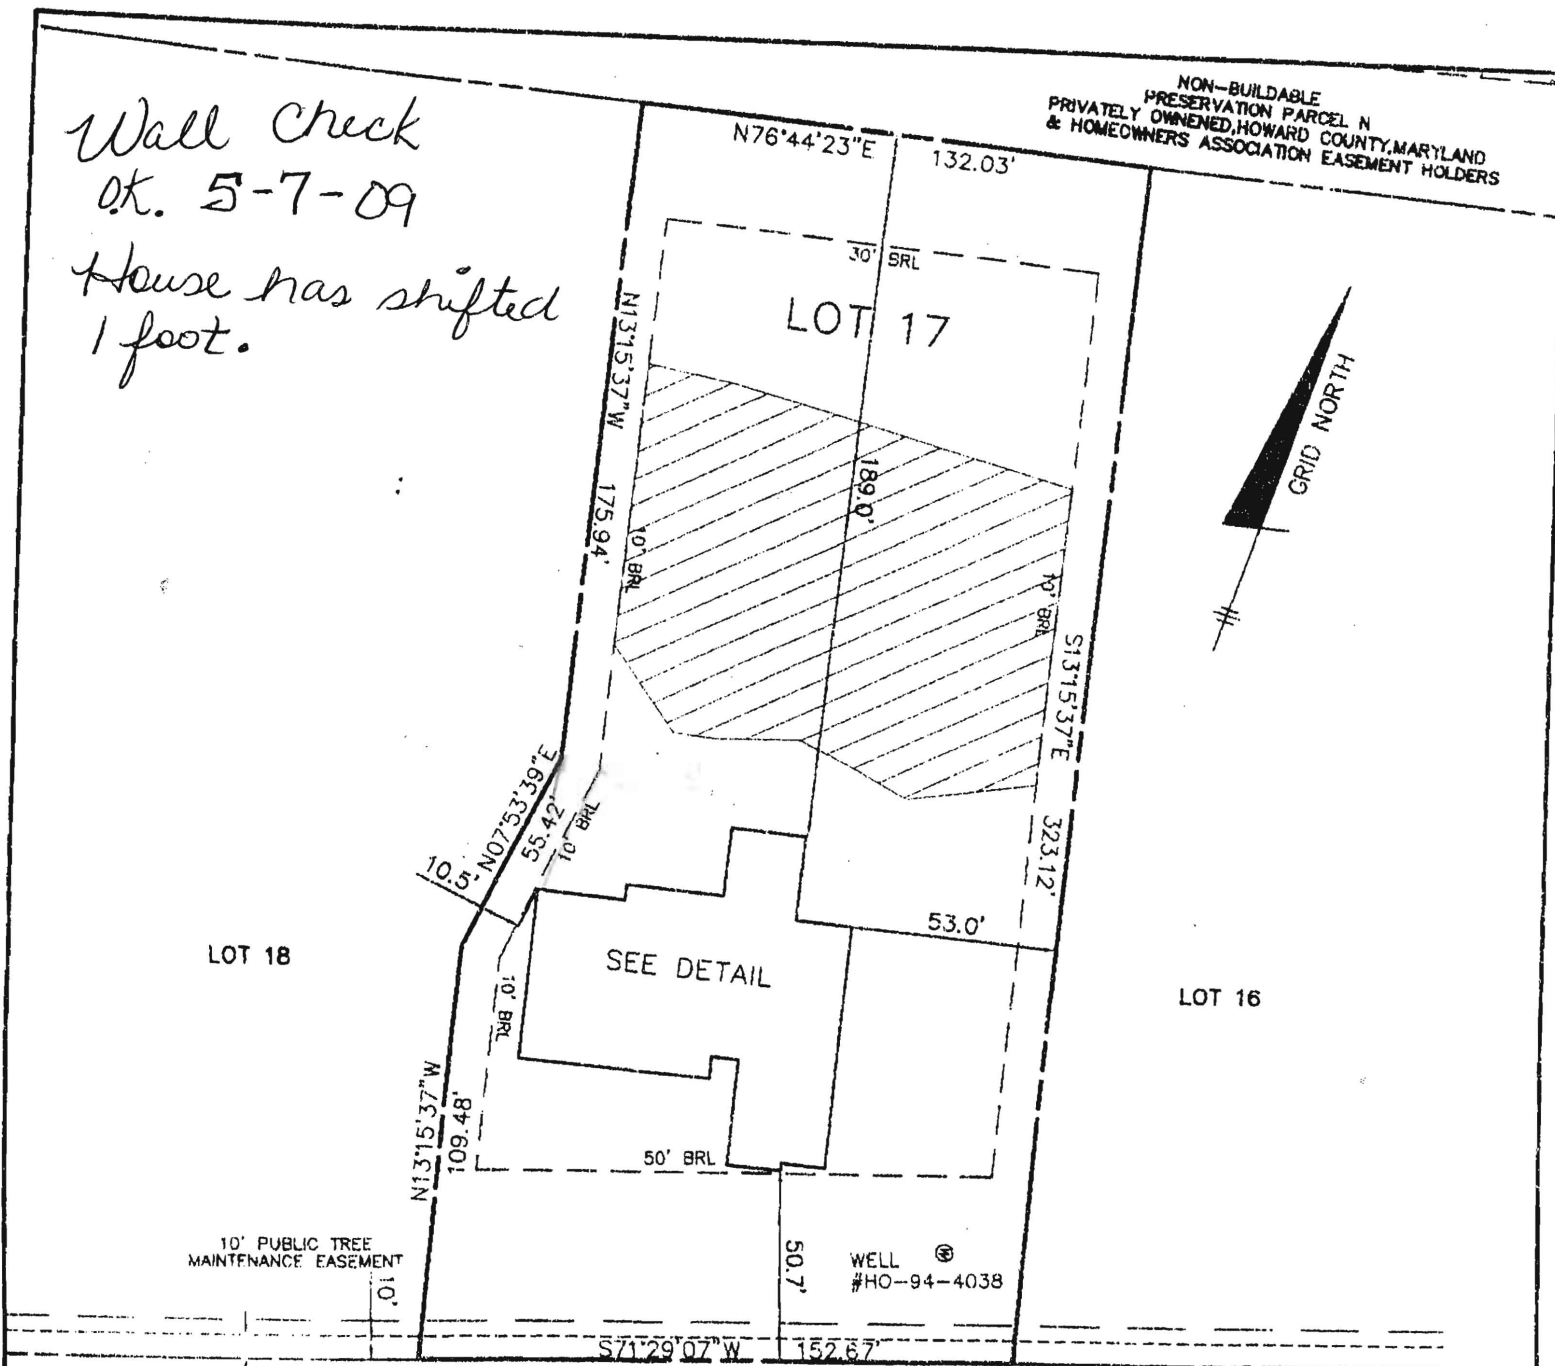 Wall Check
O.K. 5-7-09
House has shifted
1 foot.
NON-BUILDABLE
PRESERVATION PARCEL N
PRIVATELY OWNENED,HOWARD COUNTY,MARYLAND
& HOMEOWNERS ASSOCIATION EASEMENT HOLDERS
N76°44'23"E 132.03'
30' BRL
LOT 17
N13°15'37"W 175.94'
10' BRL
189.0'
10' BRL
S13°15'37"E 323.12'
GRID NORTH
N07°53'39"E
55.42'
10' BRL
10.5'
53.0'
SEE DETAIL
LOT 18
LOT 16
10' BRL
N13°15'37"W
109.48'
50' BRL
10' PUBLIC TREE
MAINTENANCE EASEMENT
10'
50.7'
WELL
#HO-94-4038
S71°29'07"W 152.67'